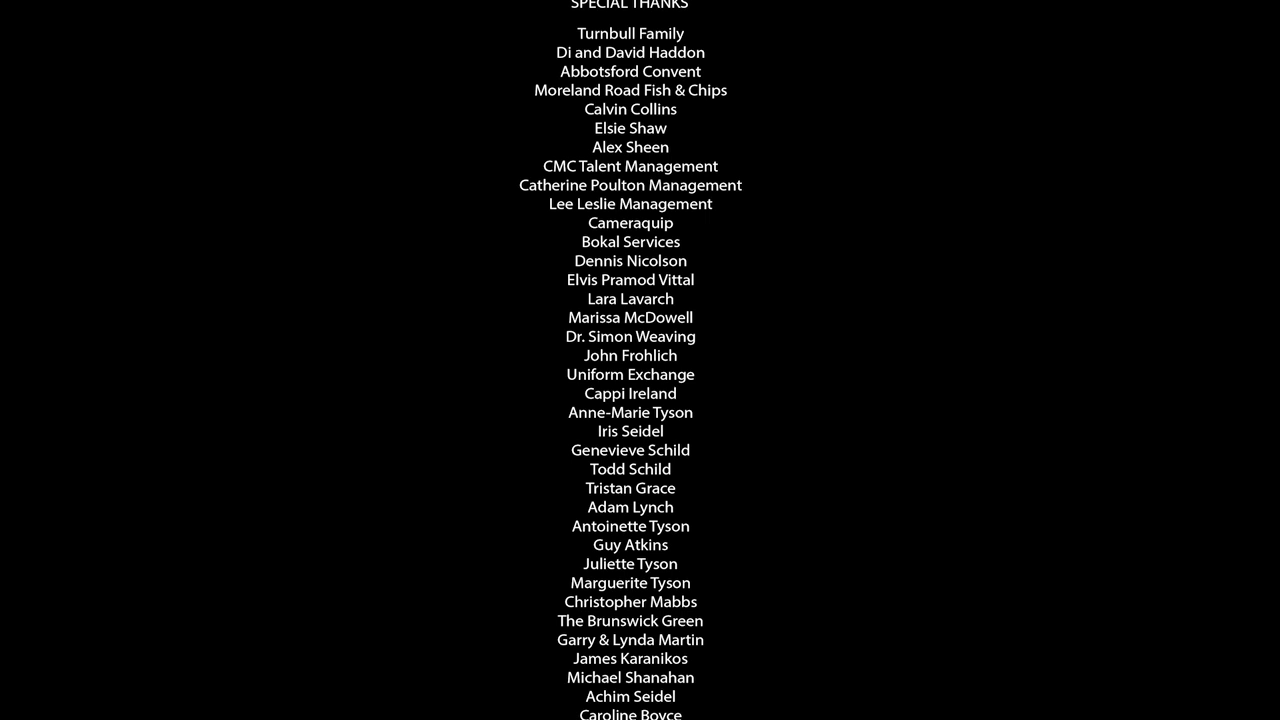 SPECIAL THANKS
Turnbull Family
Di and David Haddon
Abbotsford Convent
Moreland Road Fish & Chips
Calvin Collins
Elsie Shaw
Alex Sheen
CMC Talent Management
Catherine Poulton Management
Lee Leslie Management
Cameraquip
Bokal Services
Dennis Nicolson
Elvis Pramod Vittal
Lara Lavarch
Marissa McDowell
Dr. Simon Weaving
John Frohlich
Uniform Exchange
Cappi Ireland
Anne-Marie Tyson
Iris Seidel
Genevieve Schild
Todd Schild
Tristan Grace
Adam Lynch
Antoinette Tyson
Guy Atkins
Juliette Tyson
Marguerite Tyson
Christopher Mabbs
The Brunswick Green
Garry & Lynda Martin
James Karanikos
Michael Shanahan
Achim Seidel
Caroline Boyce